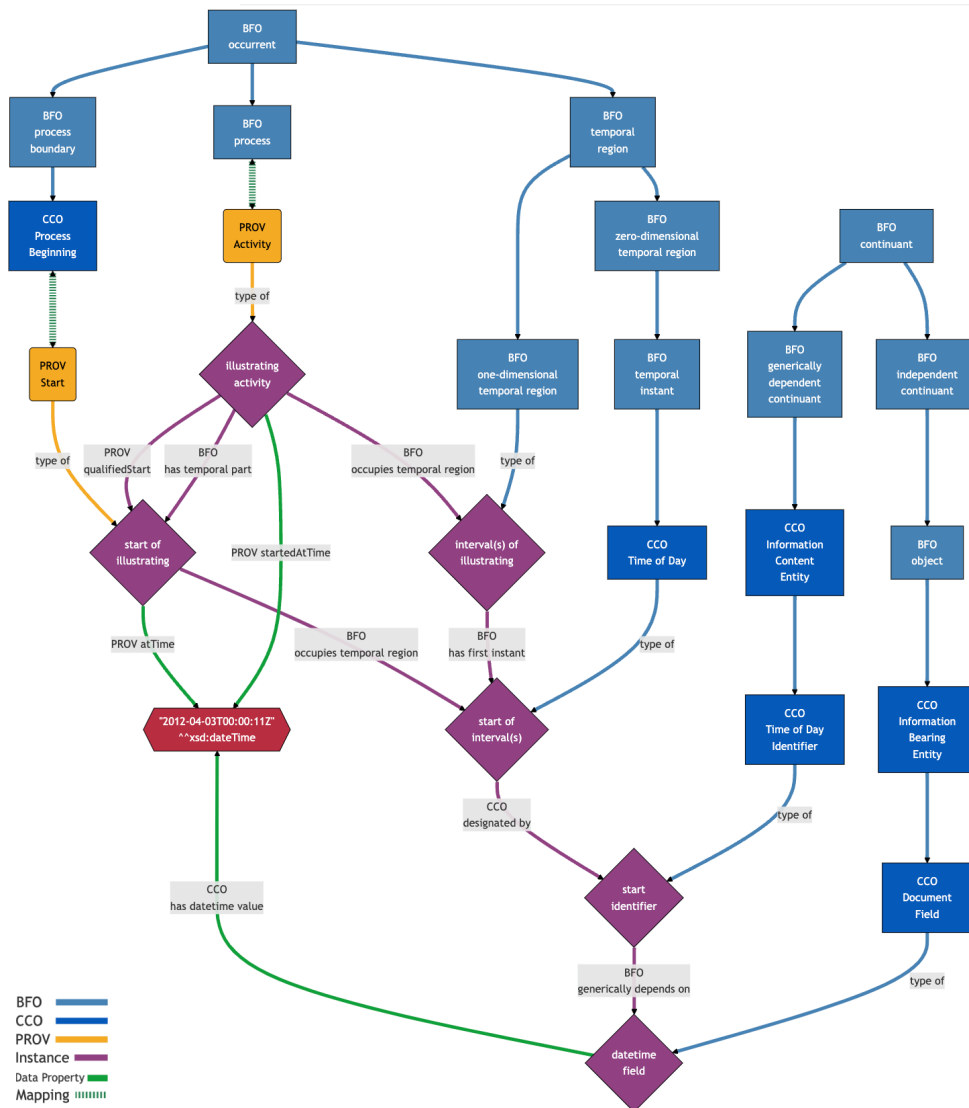 BFO
occurrent
BFO
process
boundary
BFO
process
BFO
temporal
region
CCO
Process
Beginning
PROV
Activity
BFO
zero-dimensional
temporal region
BFO
continuant
type of
PROV
Start
illustrating
activity
BFO
one-dimensional
temporal region
BFO
temporal
instant
BFO
generically
dependent
continuant
BFO
independent
continuant
type of
PROV
qualifiedStart
BFO
has temporal part
BFO
occupies temporal region
type of
start of
illustrating
PROV startedAtTime
interval(s) of
illustrating
CCO
Time of Day
CCO
Information
Content
Entity
BFO
object
PROV atTime
BFO
occupies temporal region
BFO
has first instant
type of
"2012-04-03T00:00:11Z"
^^xsd:dateTime
start of
interval(s)
CCO
Time of Day
Identifier
CCO
Information
Bearing
Entity
CCO
designated by
type of
CCO
has datetime value
start
identifier
CCO
Document
Field
BFO
generically depends on
type of
datetime
field
BFO
CCO
PROV
Instance
Data Property
Mapping